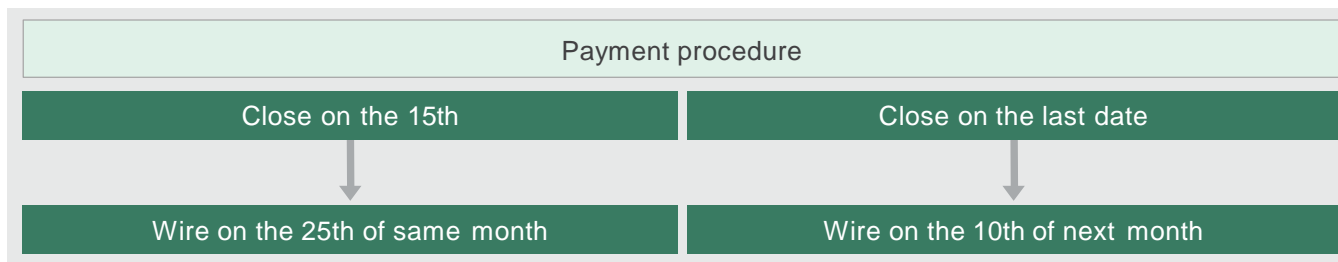 Payment procedure
Close on the 15th
Close on the last date
Wire on the 25th of same month
Wire on the 10th of next month